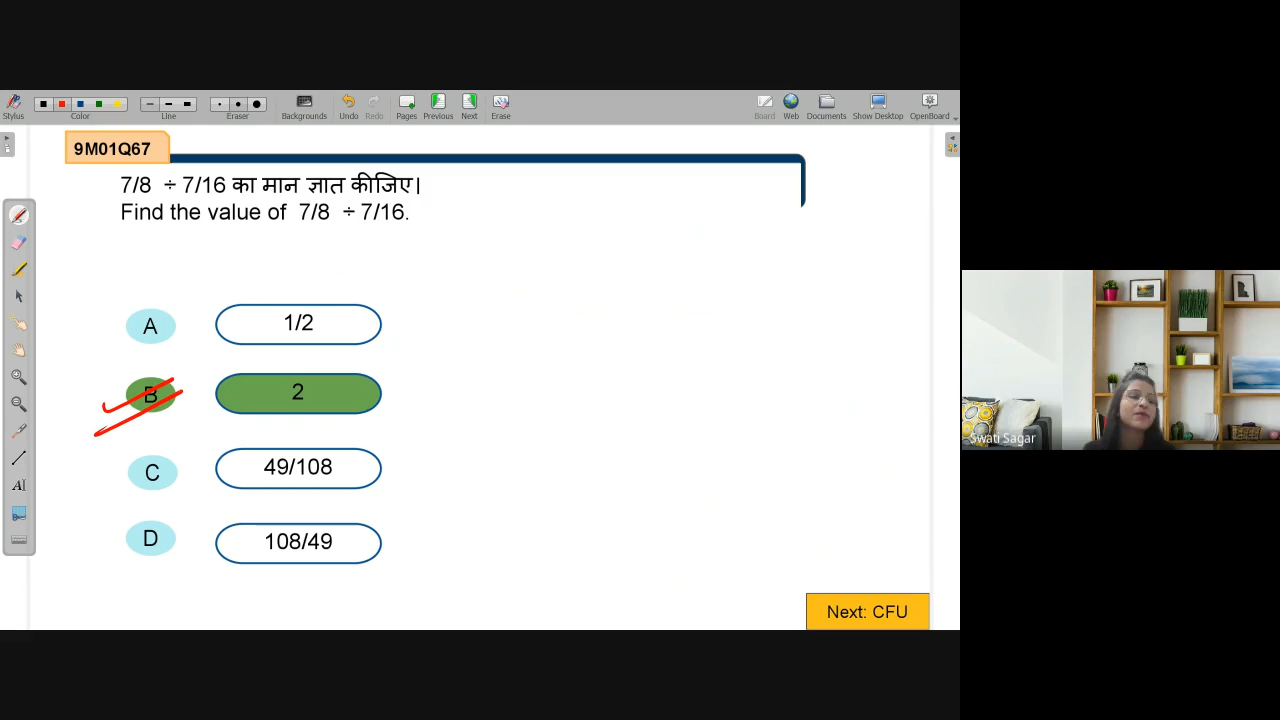 Stylus
Color
Line
Eraser
Backgrounds
Undo
Redo
Pages
Previous
Next
Erase
Board
Web
Documents
Show Desktop
OpenBoard
9M01Q67
7/8 ÷ 7/16 का मान ज्ञात कीजिए।
Find the value of 7/8 ÷ 7/16.
A 1/2
B 2
C 49/108
D 108/49
Next: CFU
Swati Sagar